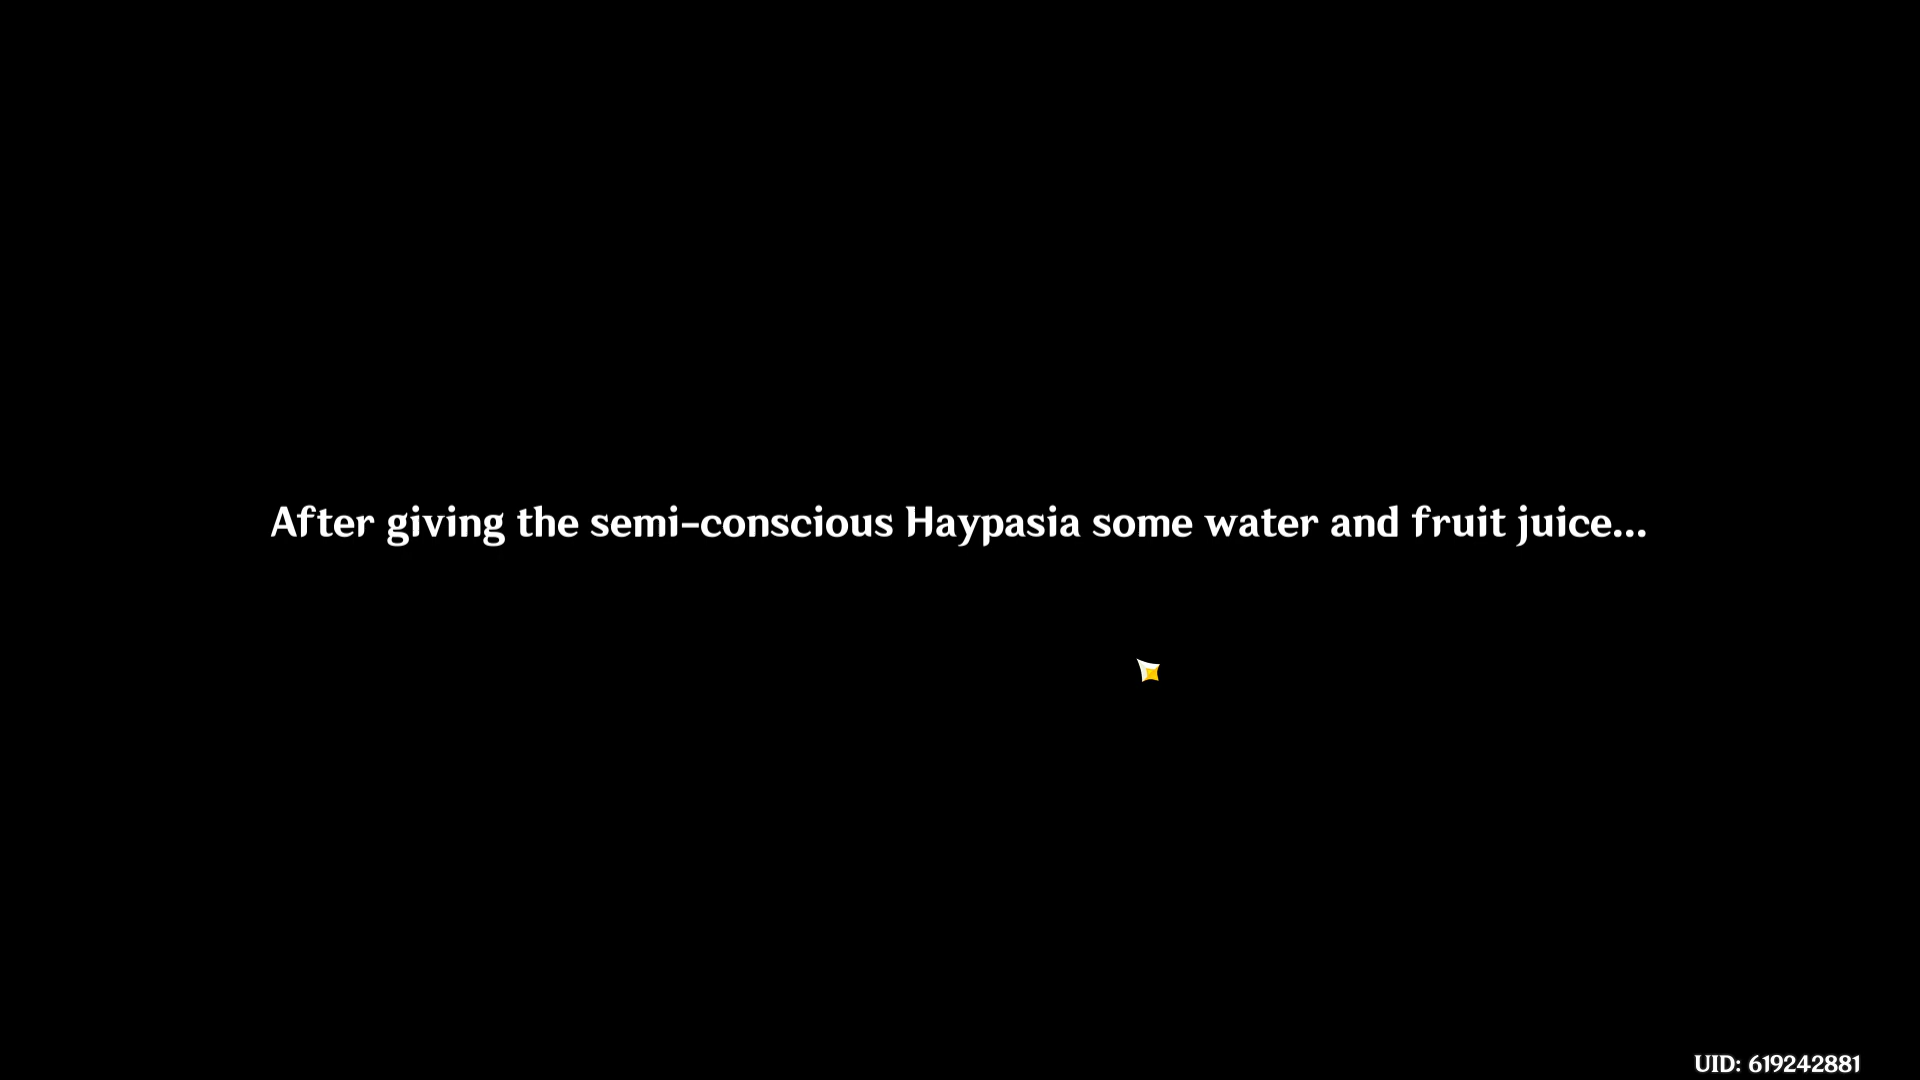 After giving the semi-conscious Haypasia some water and fruit juice...
UID: 619242881